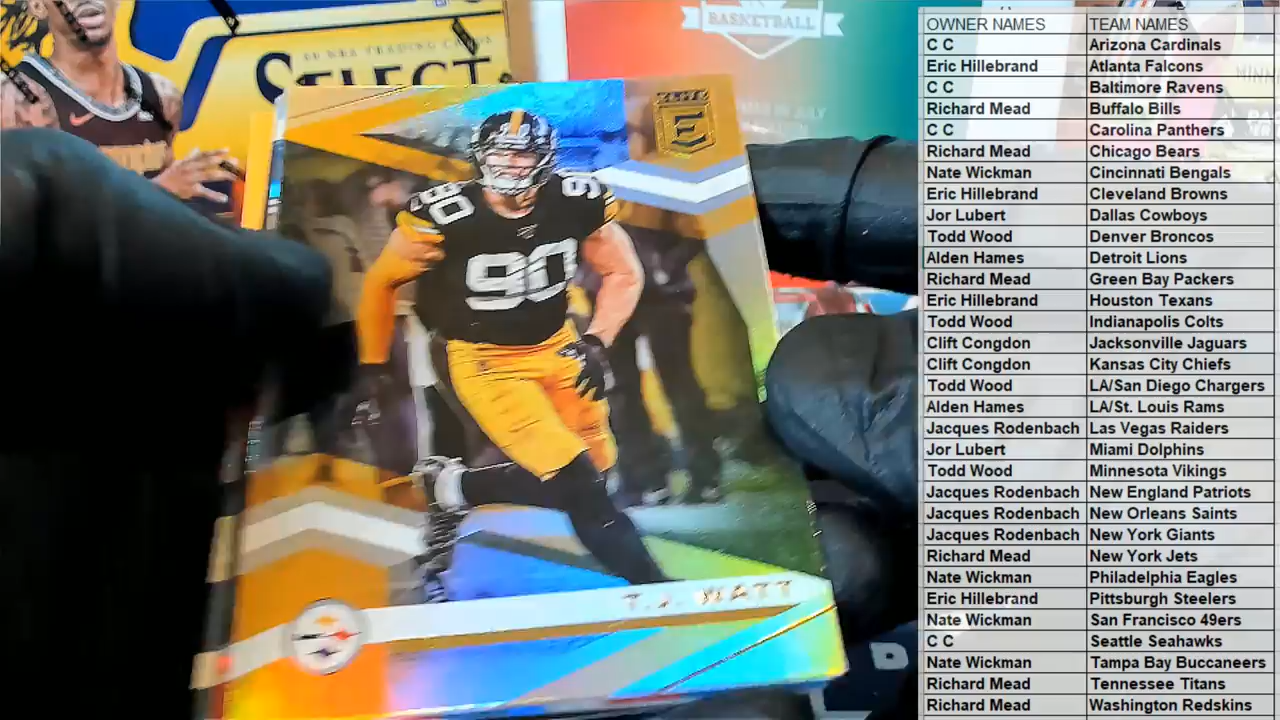 60 NBA TRADING CARDS
SELECT
BASKETBALL
ELITE
E
90
90
90
T.J. WATT
OWNER NAMES TEAM NAMES
C C Arizona Cardinals
Eric Hillebrand Atlanta Falcons
C C Baltimore Ravens
Richard Mead Buffalo Bills
C C Carolina Panthers
Richard Mead Chicago Bears
Nate Wickman Cincinnati Bengals
Eric Hillebrand Cleveland Browns
Jor Lubert Dallas Cowboys
Todd Wood Denver Broncos
Alden Hames Detroit Lions
Richard Mead Green Bay Packers
Eric Hillebrand Houston Texans
Todd Wood Indianapolis Colts
Clift Congdon Jacksonville Jaguars
Clift Congdon Kansas City Chiefs
Todd Wood LA/San Diego Chargers
Alden Hames LA/St. Louis Rams
Jacques Rodenbach Las Vegas Raiders
Jor Lubert Miami Dolphins
Todd Wood Minnesota Vikings
Jacques Rodenbach New England Patriots
Jacques Rodenbach New Orleans Saints
Jacques Rodenbach New York Giants
Richard Mead New York Jets
Nate Wickman Philadelphia Eagles
Eric Hillebrand Pittsburgh Steelers
Nate Wickman San Francisco 49ers
C C Seattle Seahawks
Nate Wickman Tampa Bay Buccaneers
Richard Mead Tennessee Titans
Richard Mead Washington Redskins